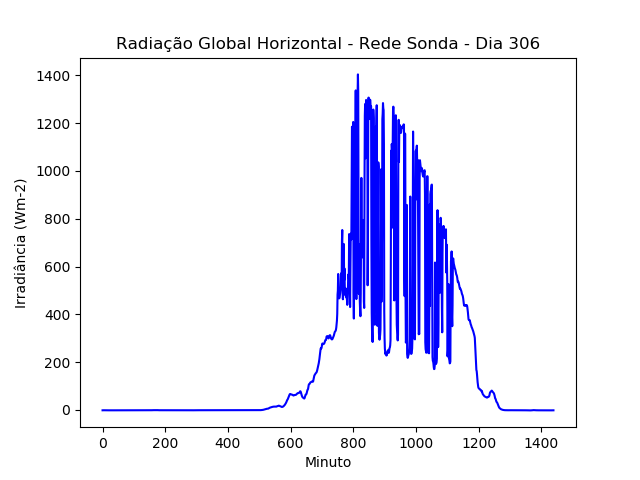 Radiação Global Horizontal - Rede Sonda - Dia 306
1400
1200
1000
800
600
400
200
0
Irradiância (Wm-2)
0 200 400 600 800 1000 1200 1400
Minuto